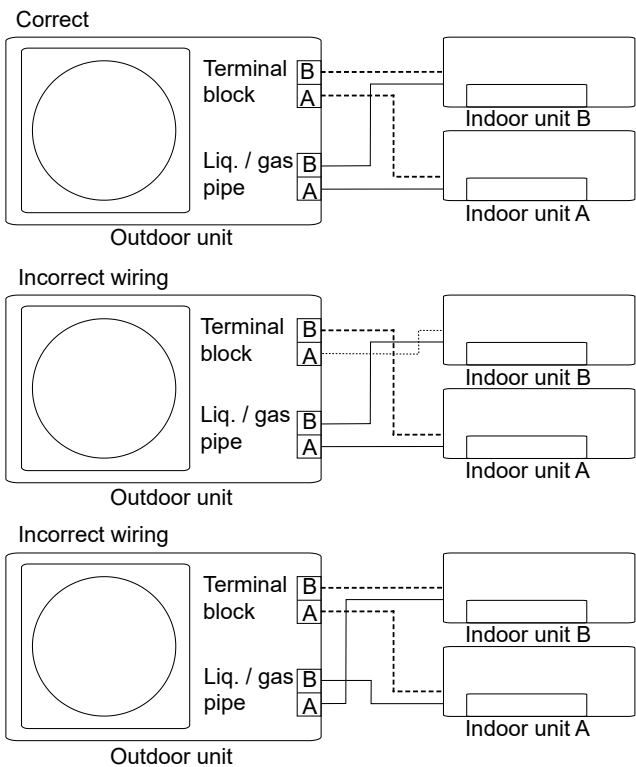 Correct
Terminal B
block A
Liq. / gas B
pipe A
Indoor unit B
Indoor unit A
Outdoor unit
Incorrect wiring
Terminal B
block A
Liq. / gas B
pipe A
Indoor unit B
Indoor unit A
Outdoor unit
Incorrect wiring
Terminal B
block A
Liq. / gas B
pipe A
Indoor unit B
Indoor unit A
Outdoor unit